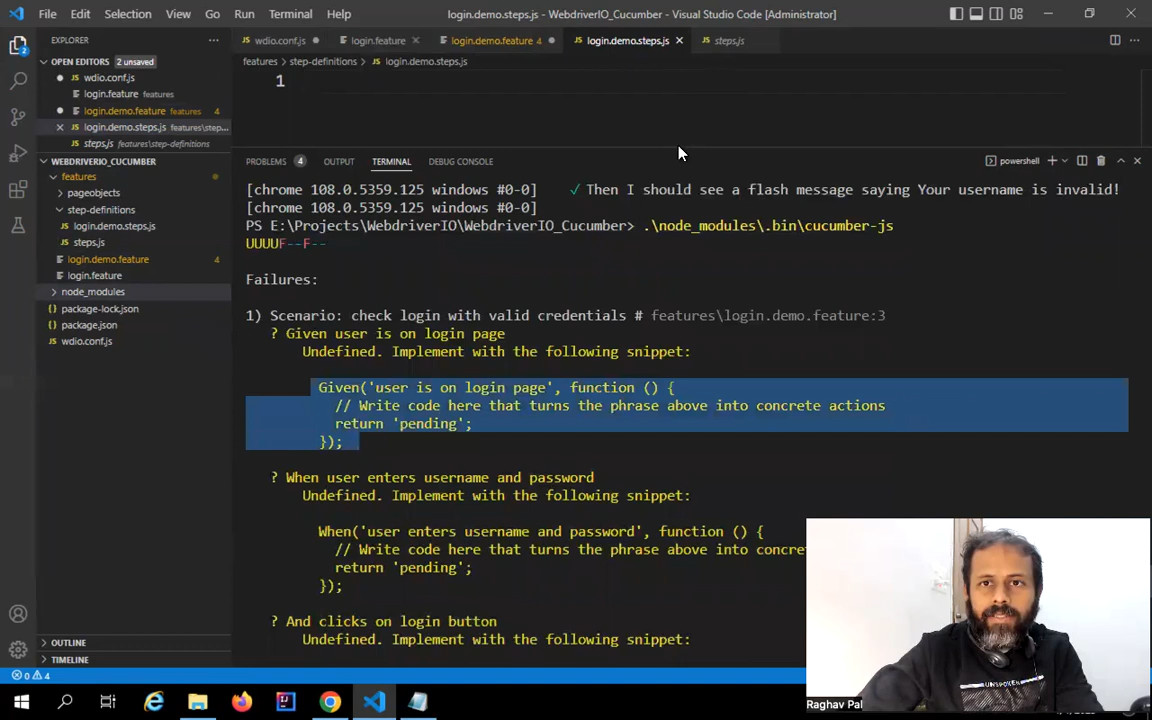 File Edit Selection View Go Run Terminal Help login.demo.steps.js - WebdriverIO_Cucumber - Visual Studio Code [Administrator]
EXPLORER
wdio.conf.js
login.feature
login.demo.feature 4
login.demo.steps.js
steps.js
OPEN EDITORS 2 unsaved
features > step-definitions > login.demo.steps.js
wdio.conf.js
login.feature features
login.demo.feature features 4
login.demo.steps.js features\step...
steps.js features\step-definitions
1
WEBDRIVERIO_CUCUMBER
features
pageobjects
step-definitions
login.demo.steps.js
steps.js
login.demo.feature 4
login.feature
node_modules
package-lock.json
package.json
wdio.conf.js
OUTLINE
TIMELINE
PROBLEMS 4 OUTPUT TERMINAL DEBUG CONSOLE powershell
[chrome 108.0.5359.125 windows #0-0] ✓ Then I should see a flash message saying Your username is invalid!
[chrome 108.0.5359.125 windows #0-0]
PS E:\Projects\WebdriverIO\WebdriverIO_Cucumber> .\node_modules\.bin\cucumber-js
UUUUF--F--
Failures:
1) Scenario: check login with valid credentials # features\login.demo.feature:3
? Given user is on login page
Undefined. Implement with the following snippet:
Given('user is on login page', function () {
// Write code here that turns the phrase above into concrete actions
return 'pending';
});
? When user enters username and password
Undefined. Implement with the following snippet:
When('user enters username and password', function () {
// Write code here that turns the phrase above into concre
return 'pending';
});
? And clicks on login button
Undefined. Implement with the following snippet:
2
0 4
UNSPOKEN
Raghav Pal